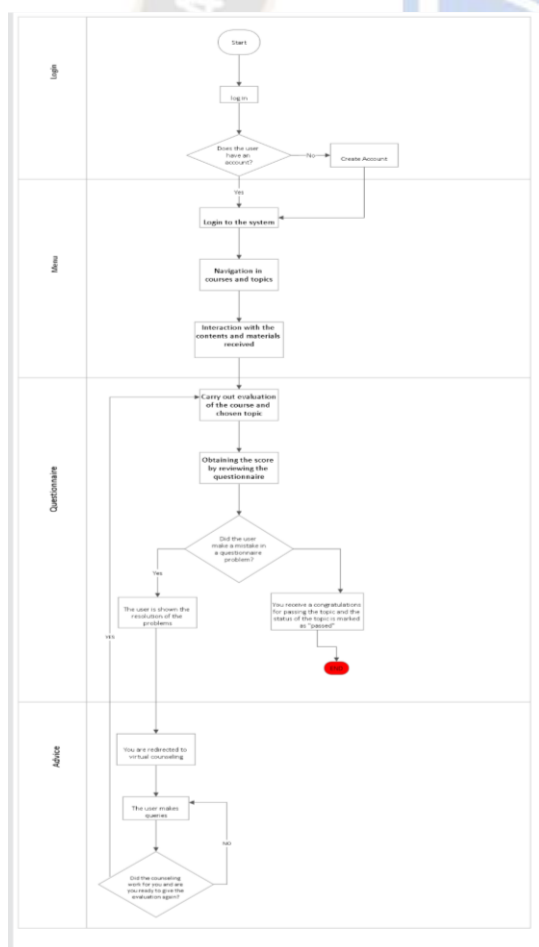 Login
Start
log in
Does the user
have an
account?
No
Create Account
Yes
Menu
Login to the system
Navigation in
courses and topics
Interaction with the
contents and materials
received
Questionnaire
Carry out evaluation
of the course and
chosen topic
Obtaining the score
by reviewing the
questionnaire
Did the user
make a mistake in
a questionnaire
problem?
Yes
The user is shown the
resolution of the
problems
You receive a congratulations
for passing the topic and the
status of the topic is marked
as "passed"
YES
Advice
You are redirected to
virtual counseling
The user makes
queries
NO
Did the counseling
work for you and are
you ready to give the
evaluation again?